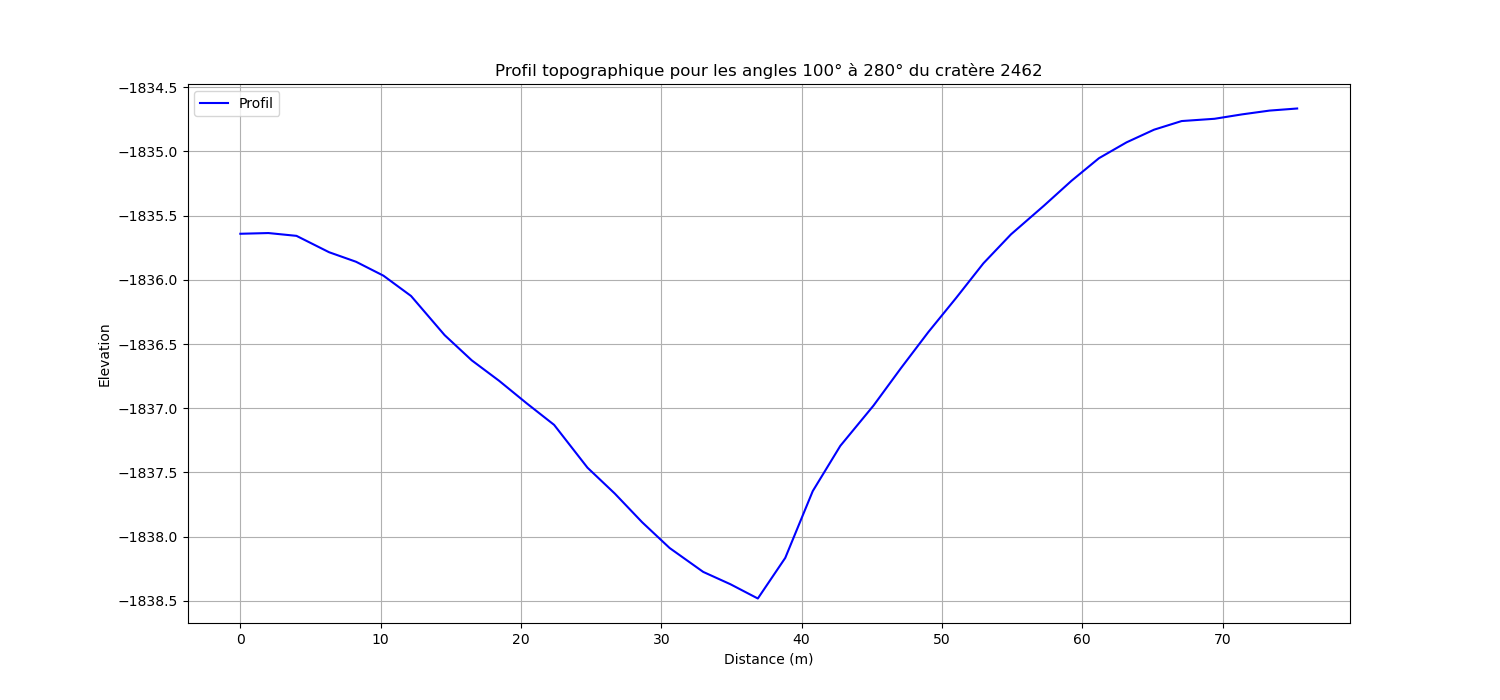 Profil topographique pour les angles 100° à 280° du cratère 2462
Profil
Elevation
−1834.5
−1835.0
−1835.5
−1836.0
−1836.5
−1837.0
−1837.5
−1838.0
−1838.5
0 10 20 30 40 50 60 70
Distance (m)